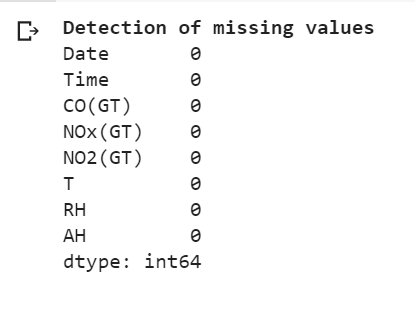 Detection of missing values
Date 0
Time 0
CO(GT) 0
NOx(GT) 0
NO2(GT) 0
T 0
RH 0
AH 0
dtype: int64